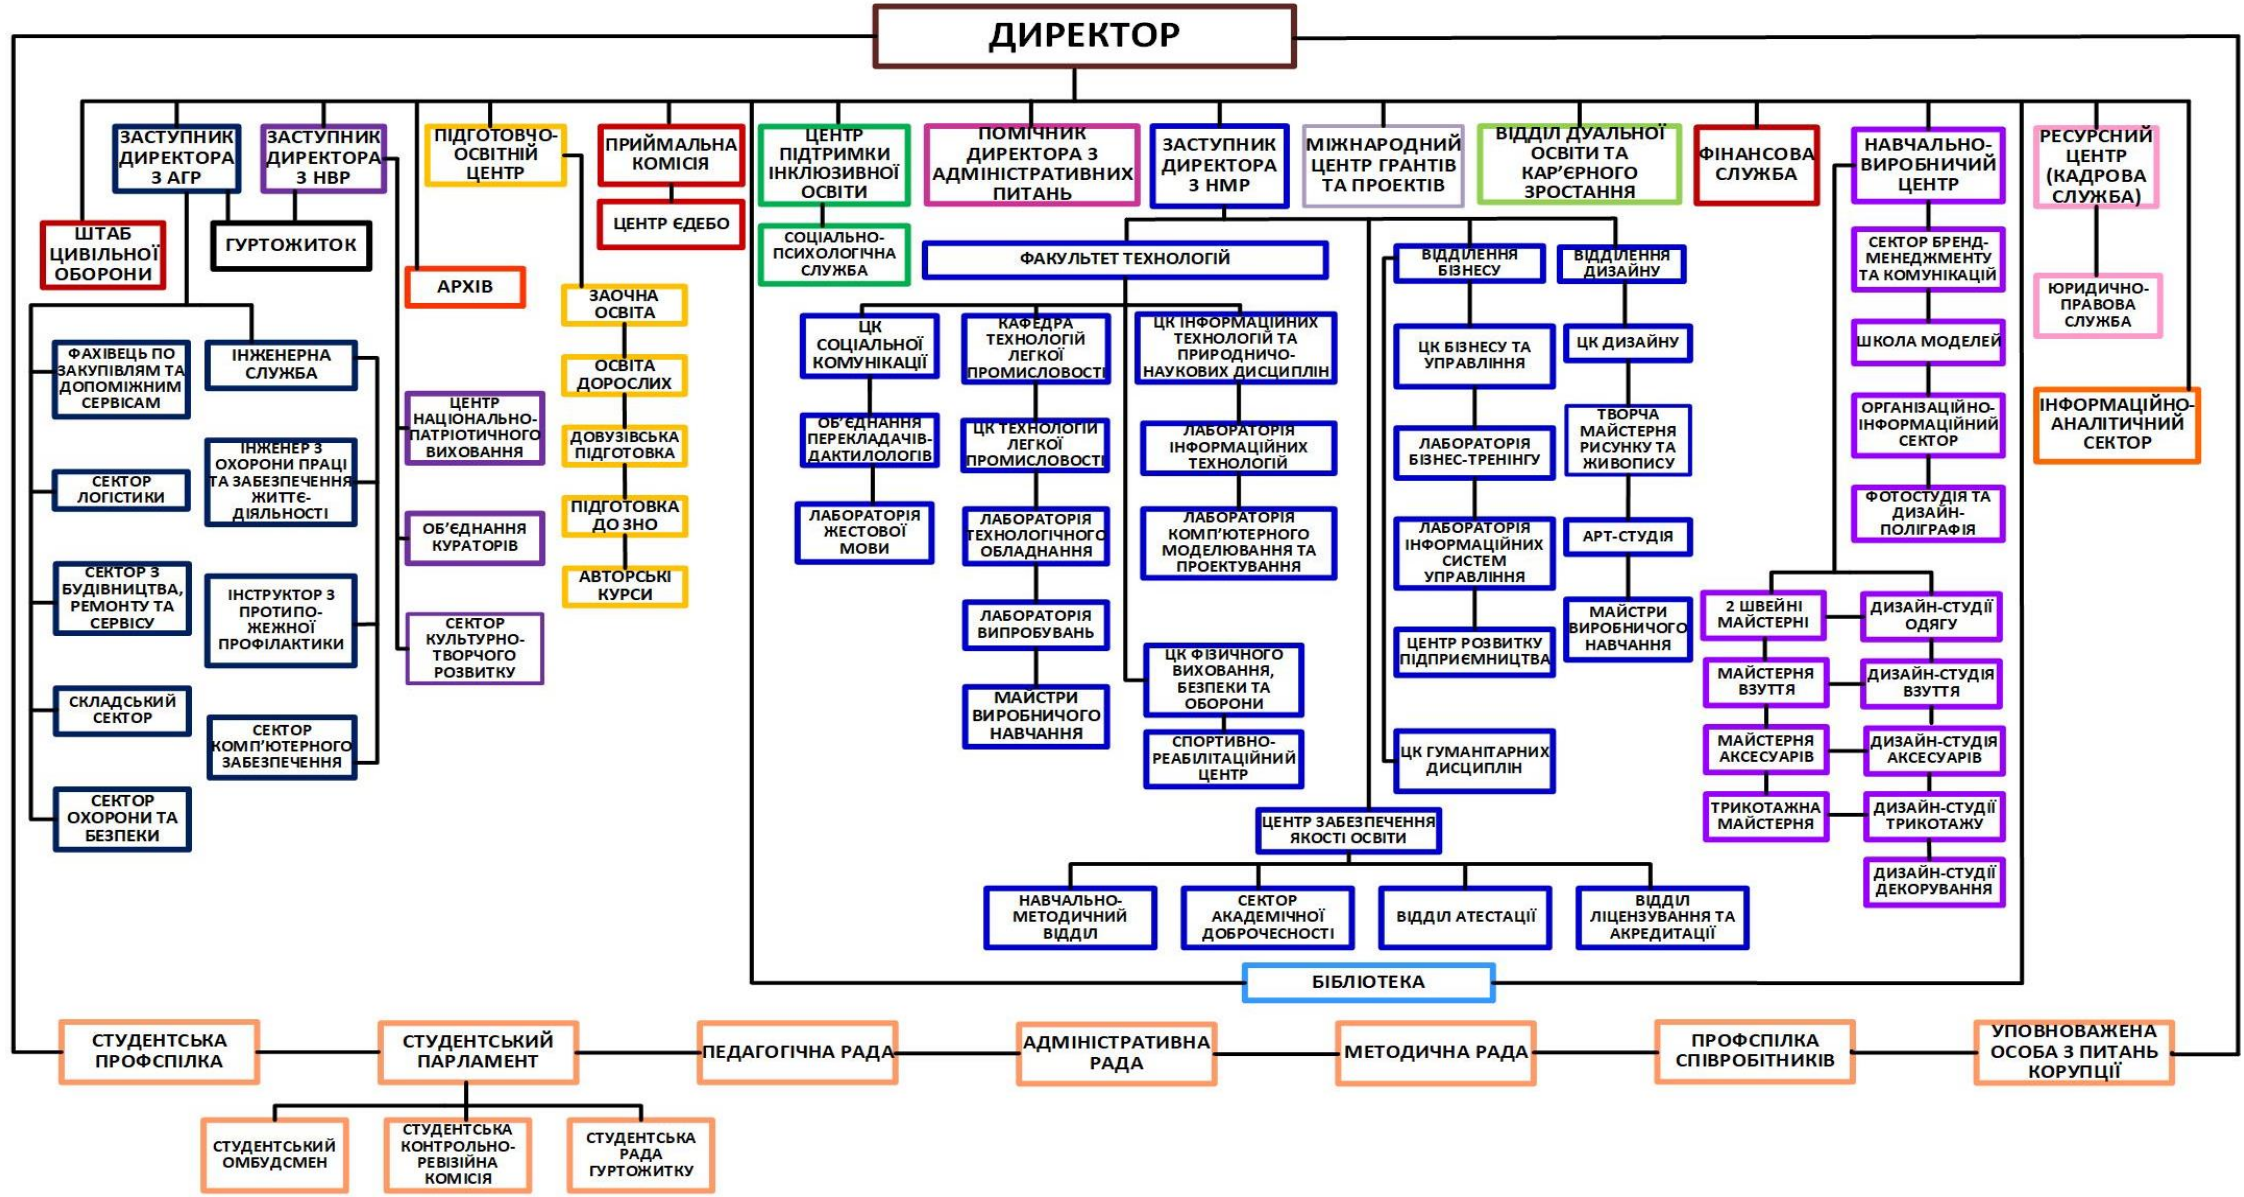 ДИРЕКТОР
ЗАСТУПНИК
ДИРЕКТОРА
З АГР
ЗАСТУПНИК
ДИРЕКТОРА
З НВР
ПІДГОТОВЧО-
ОСВІТНІЙ
ЦЕНТР
ПРИЙМАЛЬНА
КОМІСІЯ
ЦЕНТР
ПІДТРИМКИ
ІНКЛЮЗИВНОЇ
ОСВІТИ
ПОМІЧНИК
ДИРЕКТОРА З
АДМІНІСТРАТИВНИХ
ПИТАНЬ
ЗАСТУПНИК
ДИРЕКТОРА
З НМР
МІЖНАРОДНИЙ
ЦЕНТР ГРАНТІВ
ТА ПРОЕКТІВ
ВІДДІЛ ДУАЛЬНОЇ
ОСВІТИ ТА
КАР’ЄРНОГО
ЗРОСТАННЯ
ФІНАНСОВА
СЛУЖБА
НАВЧАЛЬНО-
ВИРОБНИЧИЙ
ЦЕНТР
РЕСУРСНИЙ
ЦЕНТР
(КАДРОВА
СЛУЖБА)
ШТАБ
ЦИВІЛЬНОЇ
ОБОРОНИ
ГУРТОЖИТОК
АРХІВ
ЦЕНТР ЄДЕБО
СОЦІАЛЬНО-
ПСИХОЛОГІЧНА
СЛУЖБА
ФАКУЛЬТЕТ ТЕХНОЛОГІЙ
ВІДДІЛЕННЯ
БІЗНЕСУ
ВІДДІЛЕННЯ
ДИЗАЙНУ
СЕКТОР БРЕНД-
МЕНЕДЖМЕНТУ
ТА КОМУНІКАЦІЙ
ЮРИДИЧНО-
ПРАВОВА
СЛУЖБА
ІНФОРМАЦІЙНО-
АНАЛІТИЧНИЙ
СЕКТОР
ФАХІВЕЦЬ ПО
ЗАКУПІВЛЯМ ТА
ДОПОМІЖНИМ
СЕРВІСАМ
СЕКТОР
ЛОГІСТИКИ
СЕКТОР З
БУДІВНИЦТВА,
РЕМОНТУ ТА
СЕРВІСУ
СКЛАДСЬКИЙ
СЕКТОР
СЕКТОР
ОХОРОНИ ТА
БЕЗПЕКИ
ІНЖЕНЕРНА
СЛУЖБА
ІНЖЕНЕР З
ОХОРОНИ ПРАЦІ
ТА ЗАБЕЗПЕЧЕННЯ
ЖИТТЄ-
ДІЯЛЬНОСТІ
ІНСТРУКТОР З
ПРОТИПО-
ЖЕЖНОЇ
ПРОФІЛАКТИКИ
СЕКТОР
КОМП’ЮТЕРНОГО
ЗАБЕЗПЕЧЕННЯ
ЦЕНТР
НАЦІОНАЛЬНО-
ПАТРІОТИЧНОГО
ВИХОВАННЯ
ОБ’ЄДНАННЯ
КУРАТОРІВ
СЕКТОР
КУЛЬТУРНО-
ТВОРЧОГО
РОЗВИТКУ
ЗАОЧНА
ОСВІТА
ОСВІТА
ДОРОСЛИХ
ДОВУЗІВСЬКА
ПІДГОТОВКА
ПІДГОТОВКА
ДО ЗНО
АВТОРСЬКІ
КУРСИ
ЦК
СОЦІАЛЬНОЇ
КОМУНІКАЦІЇ
ОБ’ЄДНАННЯ
ПЕРЕКЛАДАЧІВ-
ДАКТИЛОЛОГІВ
ЛАБОРАТОРІЯ
ЖЕСТОВОЇ
МОВИ
КАФЕДРА
ТЕХНОЛОГІЙ
ЛЕГКОЇ
ПРОМИСЛОВОСТІ
ЦК ТЕХНОЛОГІЙ
ЛЕГКОЇ
ПРОМИСЛОВОСТІ
ЛАБОРАТОРІЯ
ТЕХНОЛОГІЧНОГО
ОБЛАДНАННЯ
ЛАБОРАТОРІЯ
ВИПРОБУВАНЬ
МАЙСТРИ
ВИРОБНИЧОГО
НАВЧАННЯ
ЦК ІНФОРМАЦІЙНИХ
ТЕХНОЛОГІЙ ТА
ПРИРОДНИЧО-
НАУКОВИХ ДИСЦИПЛІН
ЛАБОРАТОРІЯ
ІНФОРМАЦІЙНИХ
ТЕХНОЛОГІЙ
ЛАБОРАТОРІЯ
КОМП’ЮТЕРНОГО
МОДЕЛЮВАННЯ ТА
ПРОЕКТУВАННЯ
ЦК ФІЗИЧНОГО
ВИХОВАННЯ,
БЕЗПЕКИ ТА
ОБОРОНИ
СПОРТИВНО-
РЕАБІЛІТАЦІЙНИЙ
ЦЕНТР
ЦК БІЗНЕСУ ТА
УПРАВЛІННЯ
ЛАБОРАТОРІЯ
БІЗНЕС-ТРЕНІНГУ
ЛАБОРАТОРІЯ
ІНФОРМАЦІЙНИХ
СИСТЕМ
УПРАВЛІННЯ
ЦЕНТР РОЗВИТКУ
ПІДПРИЄМНИЦТВА
ЦК ГУМАНІТАРНИХ
ДИСЦИПЛІН
ЦК ДИЗАЙНУ
ТВОРЧА
МАЙСТЕРНЯ
РИСУНКУ ТА
ЖИВОПИСУ
АРТ-СТУДІЯ
МАЙСТРИ
ВИРОБНИЧОГО
НАВЧАННЯ
ШКОЛА МОДЕЛЕЙ
ОРГАНІЗАЦІЙНО-
ІНФОРМАЦІЙНИЙ
СЕКТОР
ФОТОСТУДІЯ ТА
ДИЗАЙН-
ПОЛІГРАФІЯ
2 ШВЕЙНІ
МАЙСТЕРНІ
МАЙСТЕРНЯ
ВЗУТТЯ
МАЙСТЕРНЯ
АКСЕСУАРІВ
ТРИКОТАЖНА
МАЙСТЕРНЯ
ДИЗАЙН-СТУДІЇ
ОДЯГУ
ДИЗАЙН-СТУДІЯ
ВЗУТТЯ
ДИЗАЙН-СТУДІЯ
АКСЕСУАРІВ
ДИЗАЙН-СТУДІЇ
ТРИКОТАЖУ
ДИЗАЙН-СТУДІЇ
ДЕКОРУВАННЯ
ЦЕНТР ЗАБЕЗПЕЧЕННЯ
ЯКОСТІ ОСВІТИ
НАВЧАЛЬНО-
МЕТОДИЧНИЙ
ВІДДІЛ
СЕКТОР
АКАДЕМІЧНОЇ
ДОБРОЧЕСНОСТІ
ВІДДІЛ АТЕСТАЦІЇ
ВІДДІЛ
ЛІЦЕНЗУВАННЯ ТА
АКРЕДИТАЦІЇ
БІБЛІОТЕКА
СТУДЕНТСЬКА
ПРОФСПІЛКА
СТУДЕНТСЬКИЙ
ПАРЛАМЕНТ
ПЕДАГОГІЧНА РАДА
АДМІНІСТРАТИВНА
РАДА
МЕТОДИЧНА РАДА
ПРОФСПІЛКА
СПІВРОБІТНИКІВ
УПОВНОВАЖЕНА
ОСОБА З ПИТАНЬ
КОРУПЦІЇ
СТУДЕНТСЬКИЙ
ОМБУДСМЕН
СТУДЕНТСЬКА
КОНТРОЛЬНО-
РЕВІЗІЙНА
КОМІСІЯ
СТУДЕНТСЬКА
РАДА
ГУРТОЖИТКУ